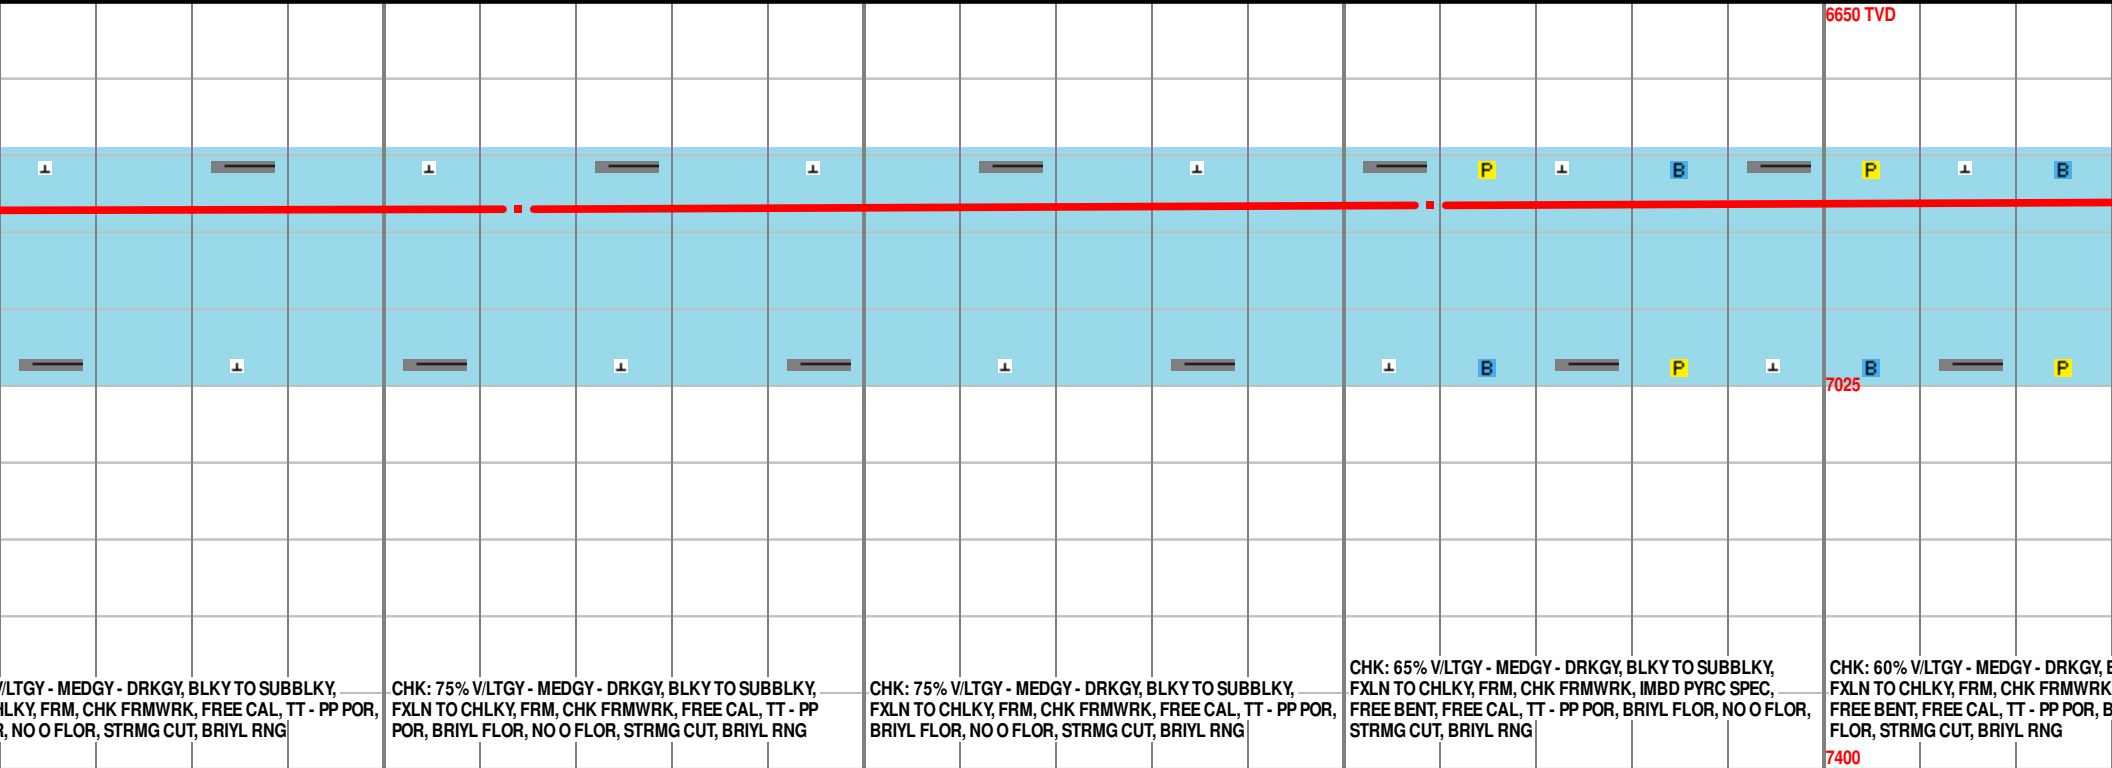 6650 TVD
P
B
P
B
B
P
B
P
7025
V/LTGY - MEDGY - DRKGY, BLKY TO SUBBLKY,
HLKY, FRM, CHK FRMWRK, FREE CAL, TT - PP POR,
R, NO O FLOR, STRMG CUT, BRIYL RNG
CHK: 75% V/LTGY - MEDGY - DRKGY, BLKY TO SUBBLKY,
FXLN TO CHLKY, FRM, CHK FRMWRK, FREE CAL, TT - PP
POR, BRIYL FLOR, NO O FLOR, STRMG CUT, BRIYL RNG
CHK: 75% V/LTGY - MEDGY - DRKGY, BLKY TO SUBBLKY,
FXLN TO CHLKY, FRM, CHK FRMWRK, FREE CAL, TT - PP POR,
BRIYL FLOR, NO O FLOR, STRMG CUT, BRIYL RNG
CHK: 65% V/LTGY - MEDGY - DRKGY, BLKY TO SUBBLKY,
FXLN TO CHLKY, FRM, CHK FRMWRK, IMBD PYRC SPEC,
FREE BENT, FREE CAL, TT - PP POR, BRIYL FLOR, NO O FLOR,
STRMG CUT, BRIYL RNG
CHK: 60% V/LTGY - MEDGY - DRKGY, B
FXLN TO CHLKY, FRM, CHK FRMWRK
FREE BENT, FREE CAL, TT - PP POR, B
FLOR, STRMG CUT, BRIYL RNG
7400